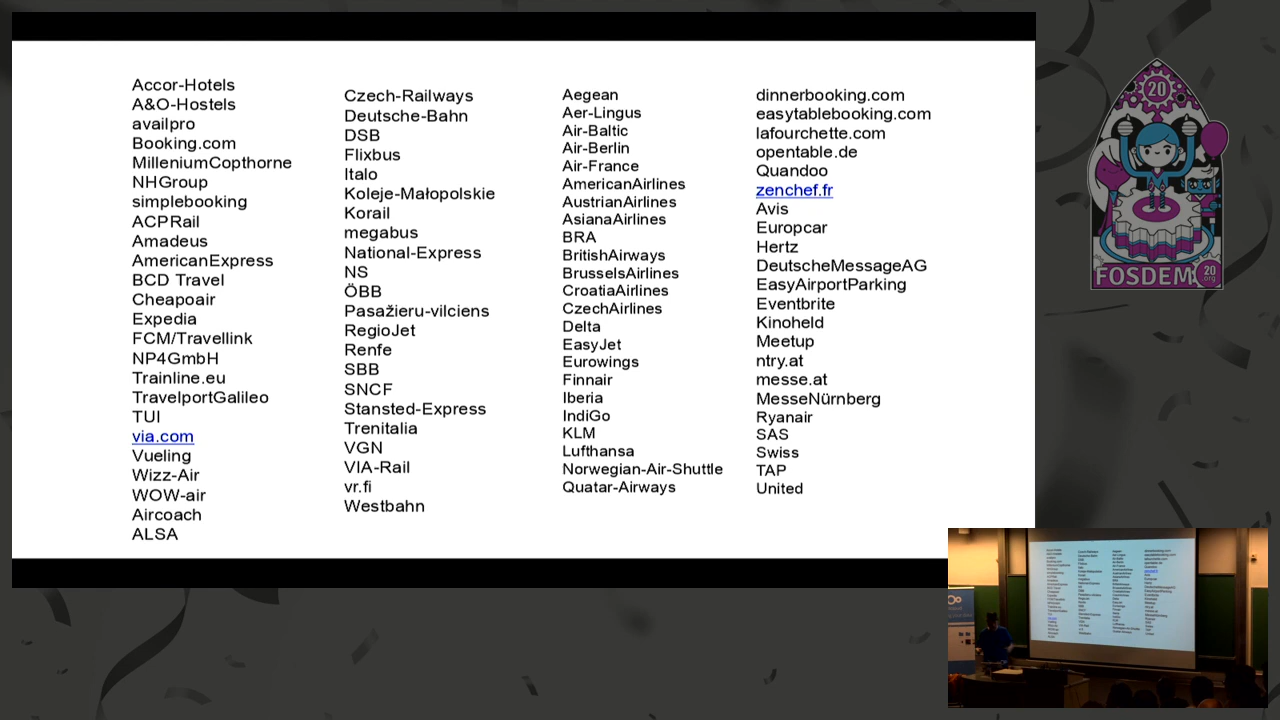 Accor-Hotels
A&O-Hostels
availpro
Booking.com
MilleniumCopthorne
NHGroup
simplebooking
ACPRail
Amadeus
AmericanExpress
BCD Travel
Cheapoair
Expedia
FCM/Travellink
NP4GmbH
Trainline.eu
TravelportGalileo
TUI
via.com
Vueling
Wizz-Air
WOW-air
Aircoach
ALSA
Czech-Railways
Deutsche-Bahn
DSB
Flixbus
Italo
Koleje-Małopolskie
Korail
megabus
National-Express
NS
ÖBB
Pasažieru-vilciens
RegioJet
Renfe
SBB
SNCF
Stansted-Express
Trenitalia
VGN
VIA-Rail
vr.fi
Westbahn
Aegean
Aer-Lingus
Air-Baltic
Air-Berlin
Air-France
AmericanAirlines
AustrianAirlines
AsianaAirlines
BRA
BritishAirways
BrusselsAirlines
CroatiaAirlines
CzechAirlines
Delta
EasyJet
Eurowings
Finnair
Iberia
IndiGo
KLM
Lufthansa
Norwegian-Air-Shuttle
Quatar-Airways
dinnerbooking.com
easytablebooking.com
lafourchette.com
opentable.de
Quandoo
zenchef.fr
Avis
Europcar
Hertz
DeutscheMessageAG
EasyAirportParking
Eventbrite
Kinoheld
Meetup
ntry.at
messe.at
MesseNürnberg
Ryanair
SAS
Swiss
TAP
United
20
FOSDEM
20
.org